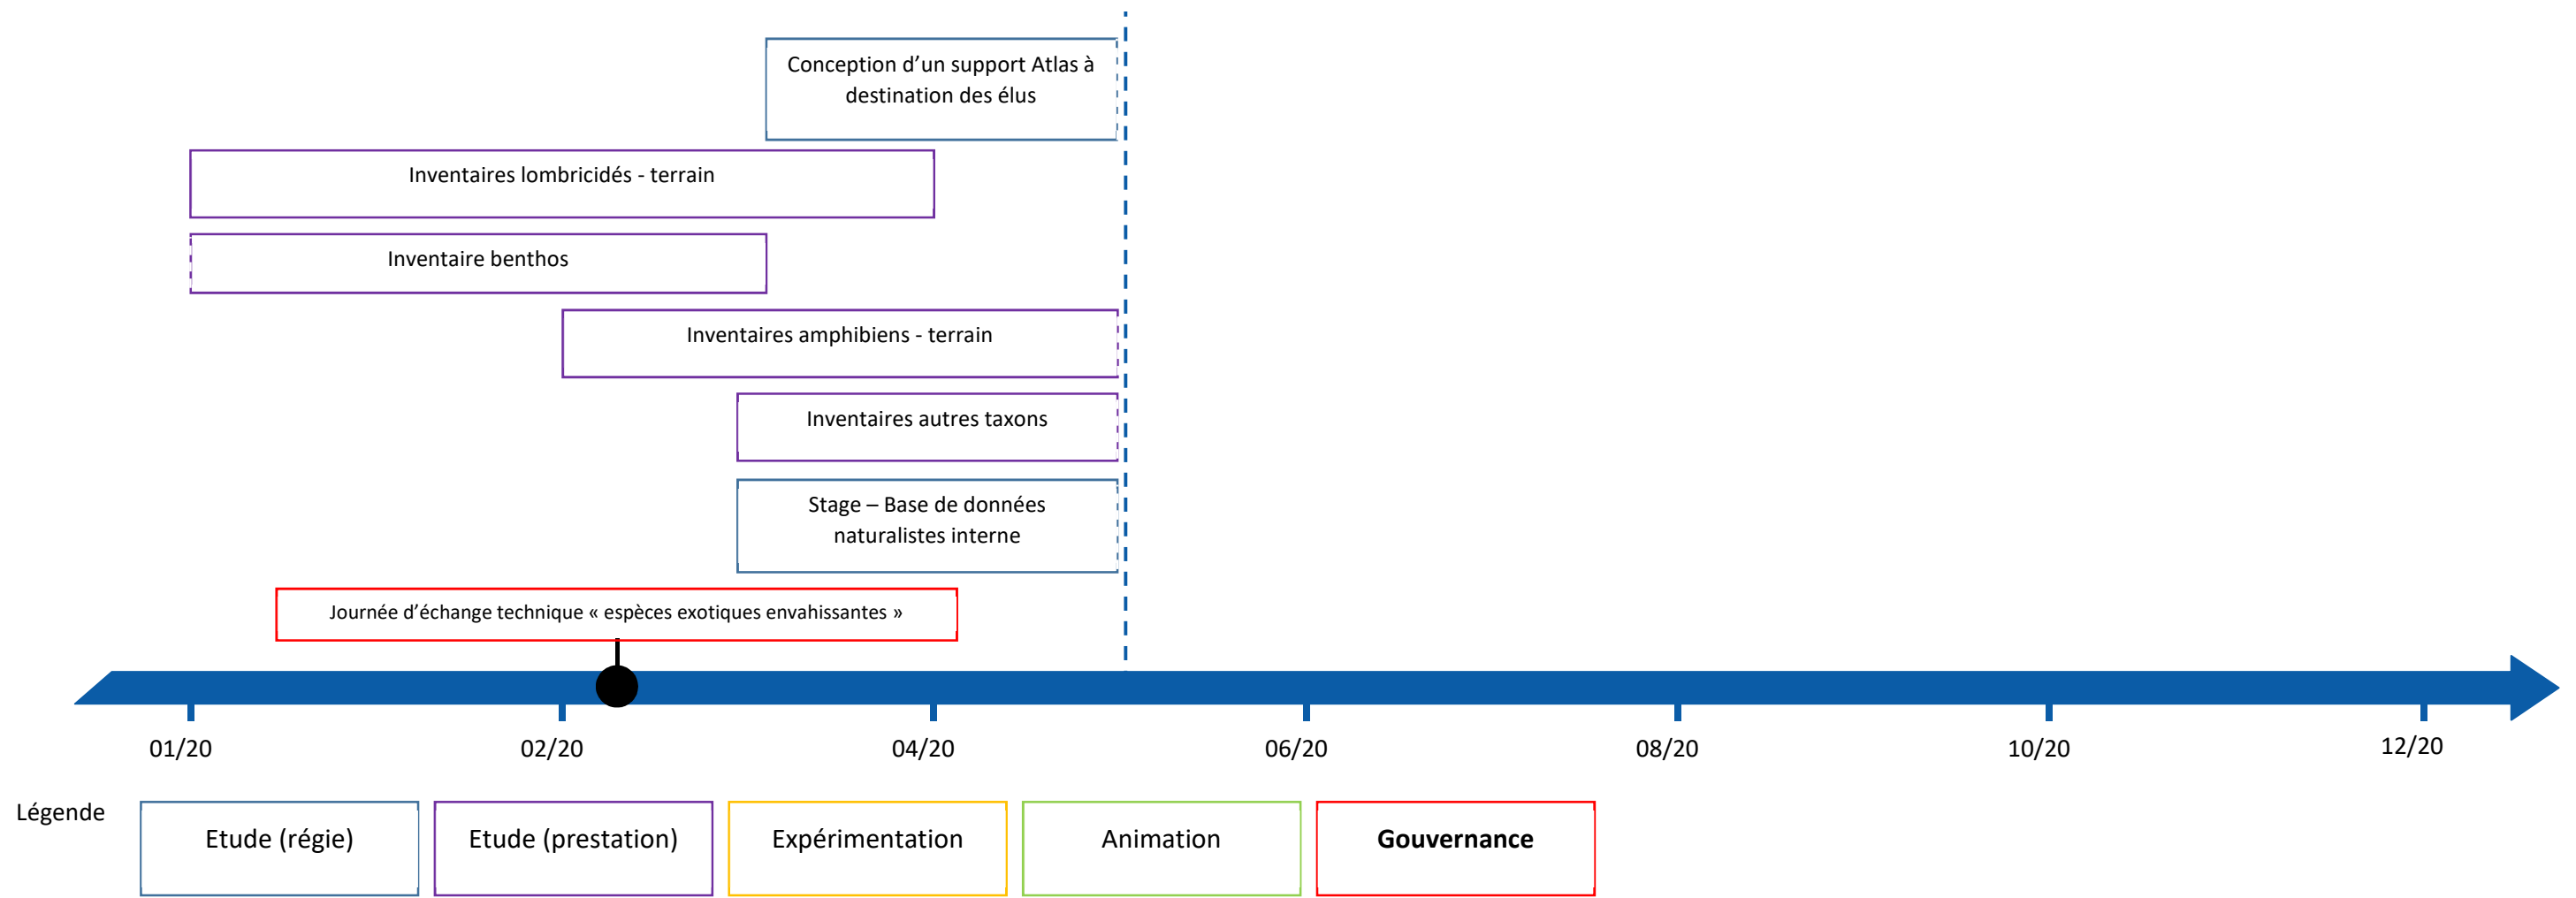 Conception d’un support Atlas à
destination des élus
Inventaires lombricidés - terrain
Inventaire benthos
Inventaires amphibiens - terrain
Inventaires autres taxons
Stage – Base de données
naturalistes interne
Journée d’échange technique « espèces exotiques envahissantes »
01/20
02/20
04/20
06/20
08/20
10/20
12/20
Légende
Etude (régie)
Etude (prestation)
Expérimentation
Animation
Gouvernance